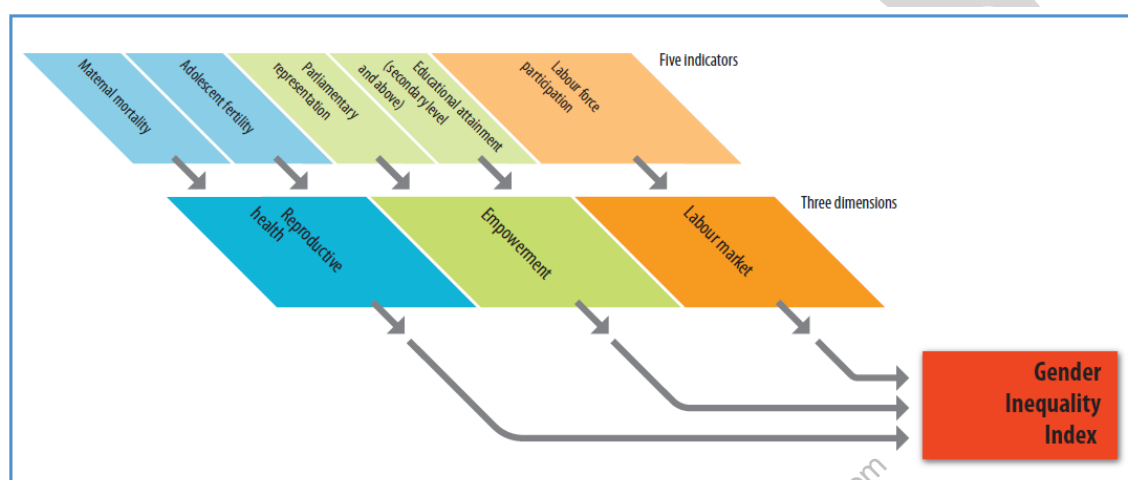 Maternal mortality
Adolescent fertility
Parliamentary
representation
Educational attainment
(secondary level
and above)
Labour force
participation
Five indicators
Reproductive
health
Empowerment
Labour market
Three dimensions
Gender
Inequality
Index
om